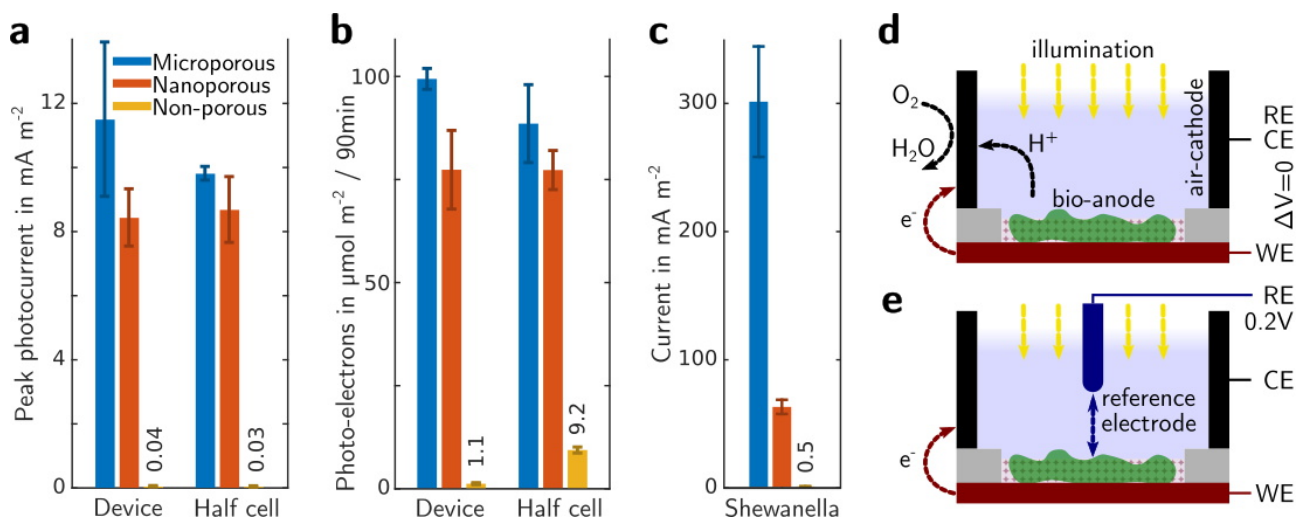 a
Peak photocurrent in mA m⁻²
12
8
4
0
Microporous
Nanoporous
Non-porous
0.04
0.03
Device
Half cell
b
Photo-electrons in µmol m⁻² / 90min
100
50
0
1.1
9.2
Device
Half cell
c
Current in mA m⁻²
300
200
100
0
0.5
Shewanella
d
illumination
O₂
H₂O
H⁺
air-cathode
bio-anode
e⁻
RE
CE
ΔV=0
WE
e
RE
0.2V
CE
reference
electrode
e⁻
WE